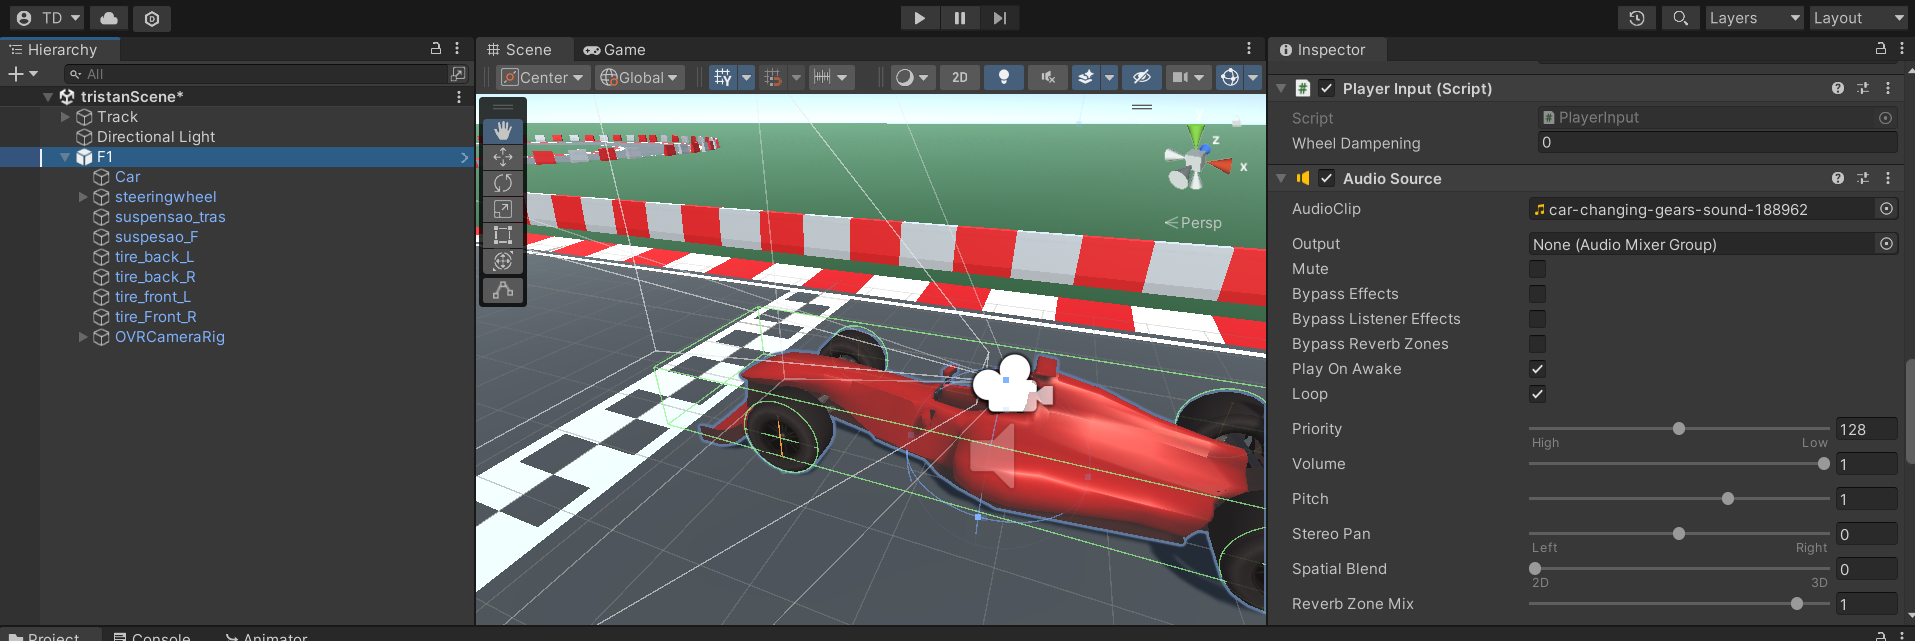 TD
Layers
Layout
Hierarchy
All
tristanScene*
Track
Directional Light
F1
Car
steeringwheel
suspensao_tras
suspesao_F
tire_back_L
tire_back_R
tire_front_L
tire_Front_R
OVRCameraRig
Scene
Game
Center
Global
2D
z
x
Persp
Inspector
Player Input (Script)
Script
PlayerInput
Wheel Dampening
0
Audio Source
AudioClip
car-changing-gears-sound-188962
Output
None (Audio Mixer Group)
Mute
Bypass Effects
Bypass Listener Effects
Bypass Reverb Zones
Play On Awake
Loop
Priority
128
High
Low
Volume
1
Pitch
1
Stereo Pan
0
Left
Right
Spatial Blend
0
2D
3D
Reverb Zone Mix
1
Project
Console
Animator